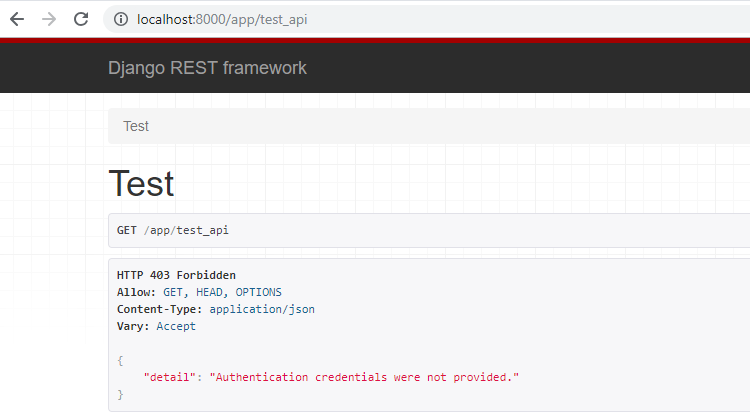 localhost:8000/app/test_api
Django REST framework
Test
Test
GET /app/test_api
HTTP 403 Forbidden
Allow: GET, HEAD, OPTIONS
Content-Type: application/json
Vary: Accept
{
    "detail": "Authentication credentials were not provided."
}